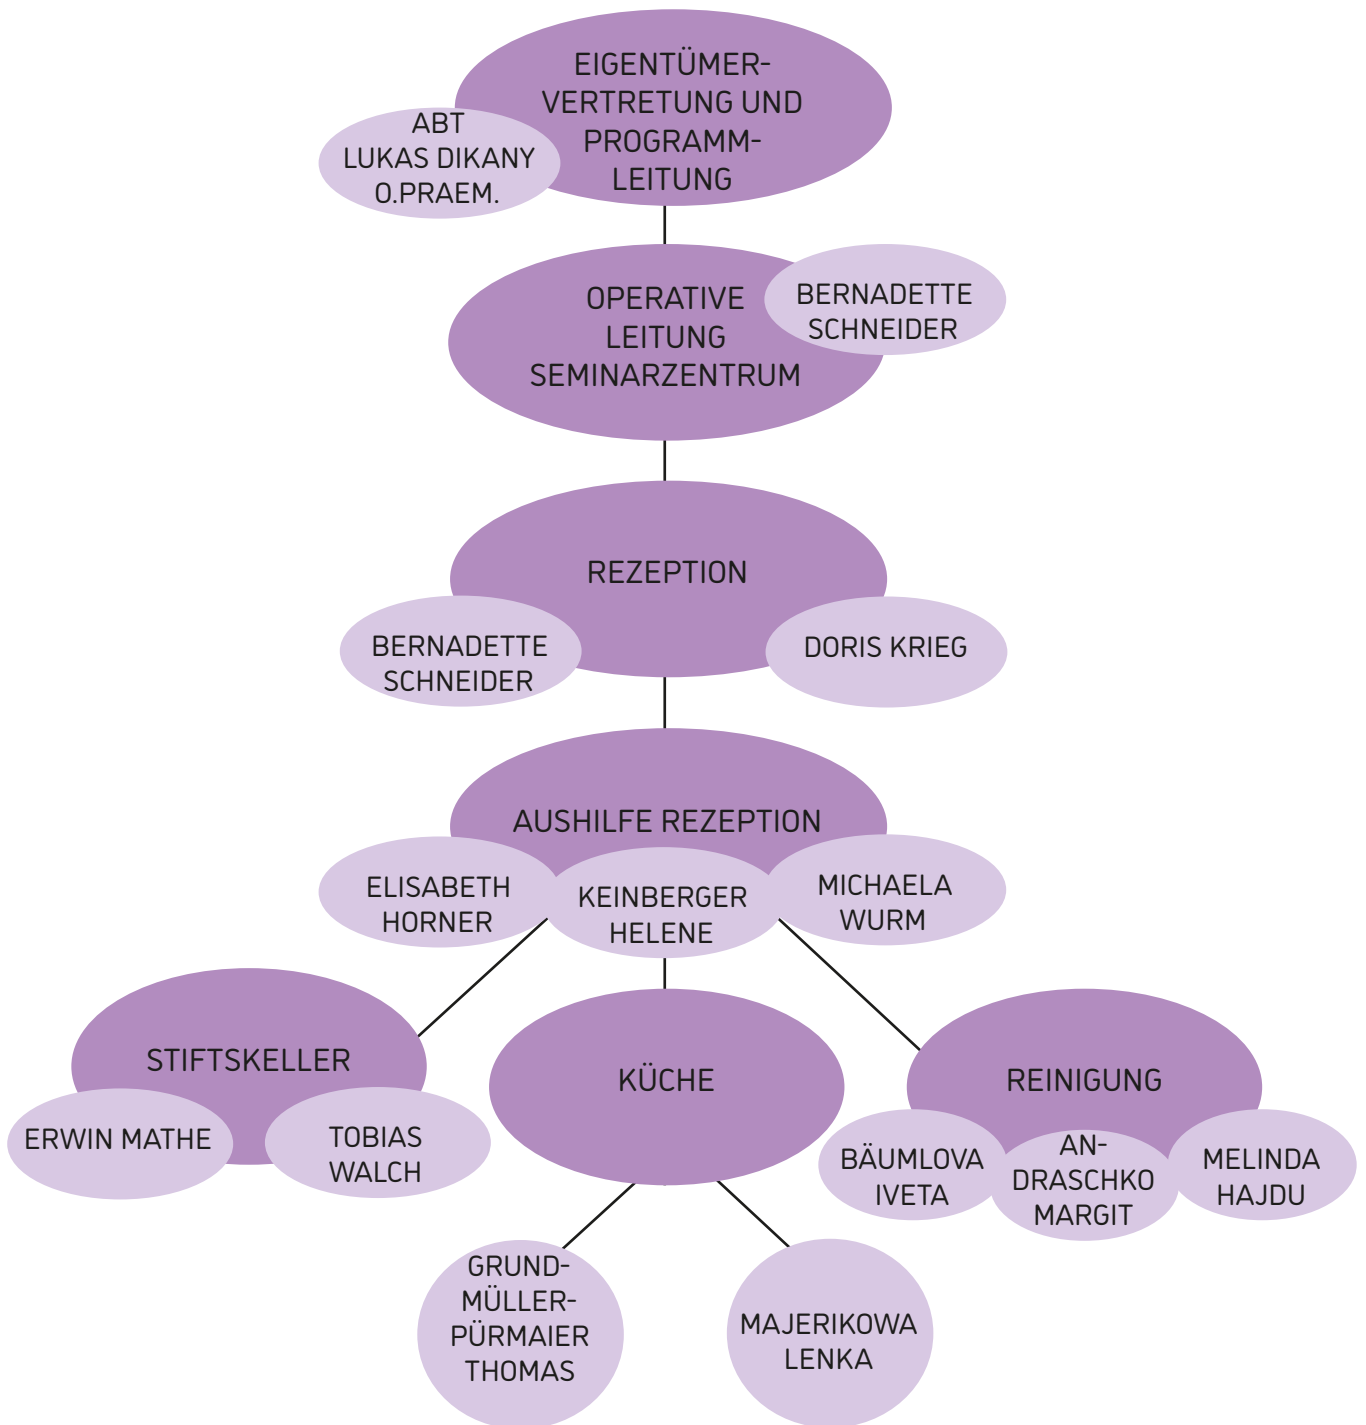 EIGENTÜMER-
VERTRETUNG UND
PROGRAMM-
LEITUNG
ABT
LUKAS DIKANY
O.PRAEM.
OPERATIVE
LEITUNG
SEMINARZENTRUM
BERNADETTE
SCHNEIDER
REZEPTION
BERNADETTE
SCHNEIDER
DORIS KRIEG
AUSHILFE REZEPTION
ELISABETH
HORNER
KEINBERGER
HELENE
MICHAELA
WURM
STIFTSKELLER
ERWIN MATHE
TOBIAS
WALCH
KÜCHE
GRUND-
MÜLLER-
PÜRMAIER
THOMAS
MAJERIKOWA
LENKA
REINIGUNG
BÄUMLOVA
IVETA
AN-
DRASCHKO
MARGIT
MELINDA
HAJDU